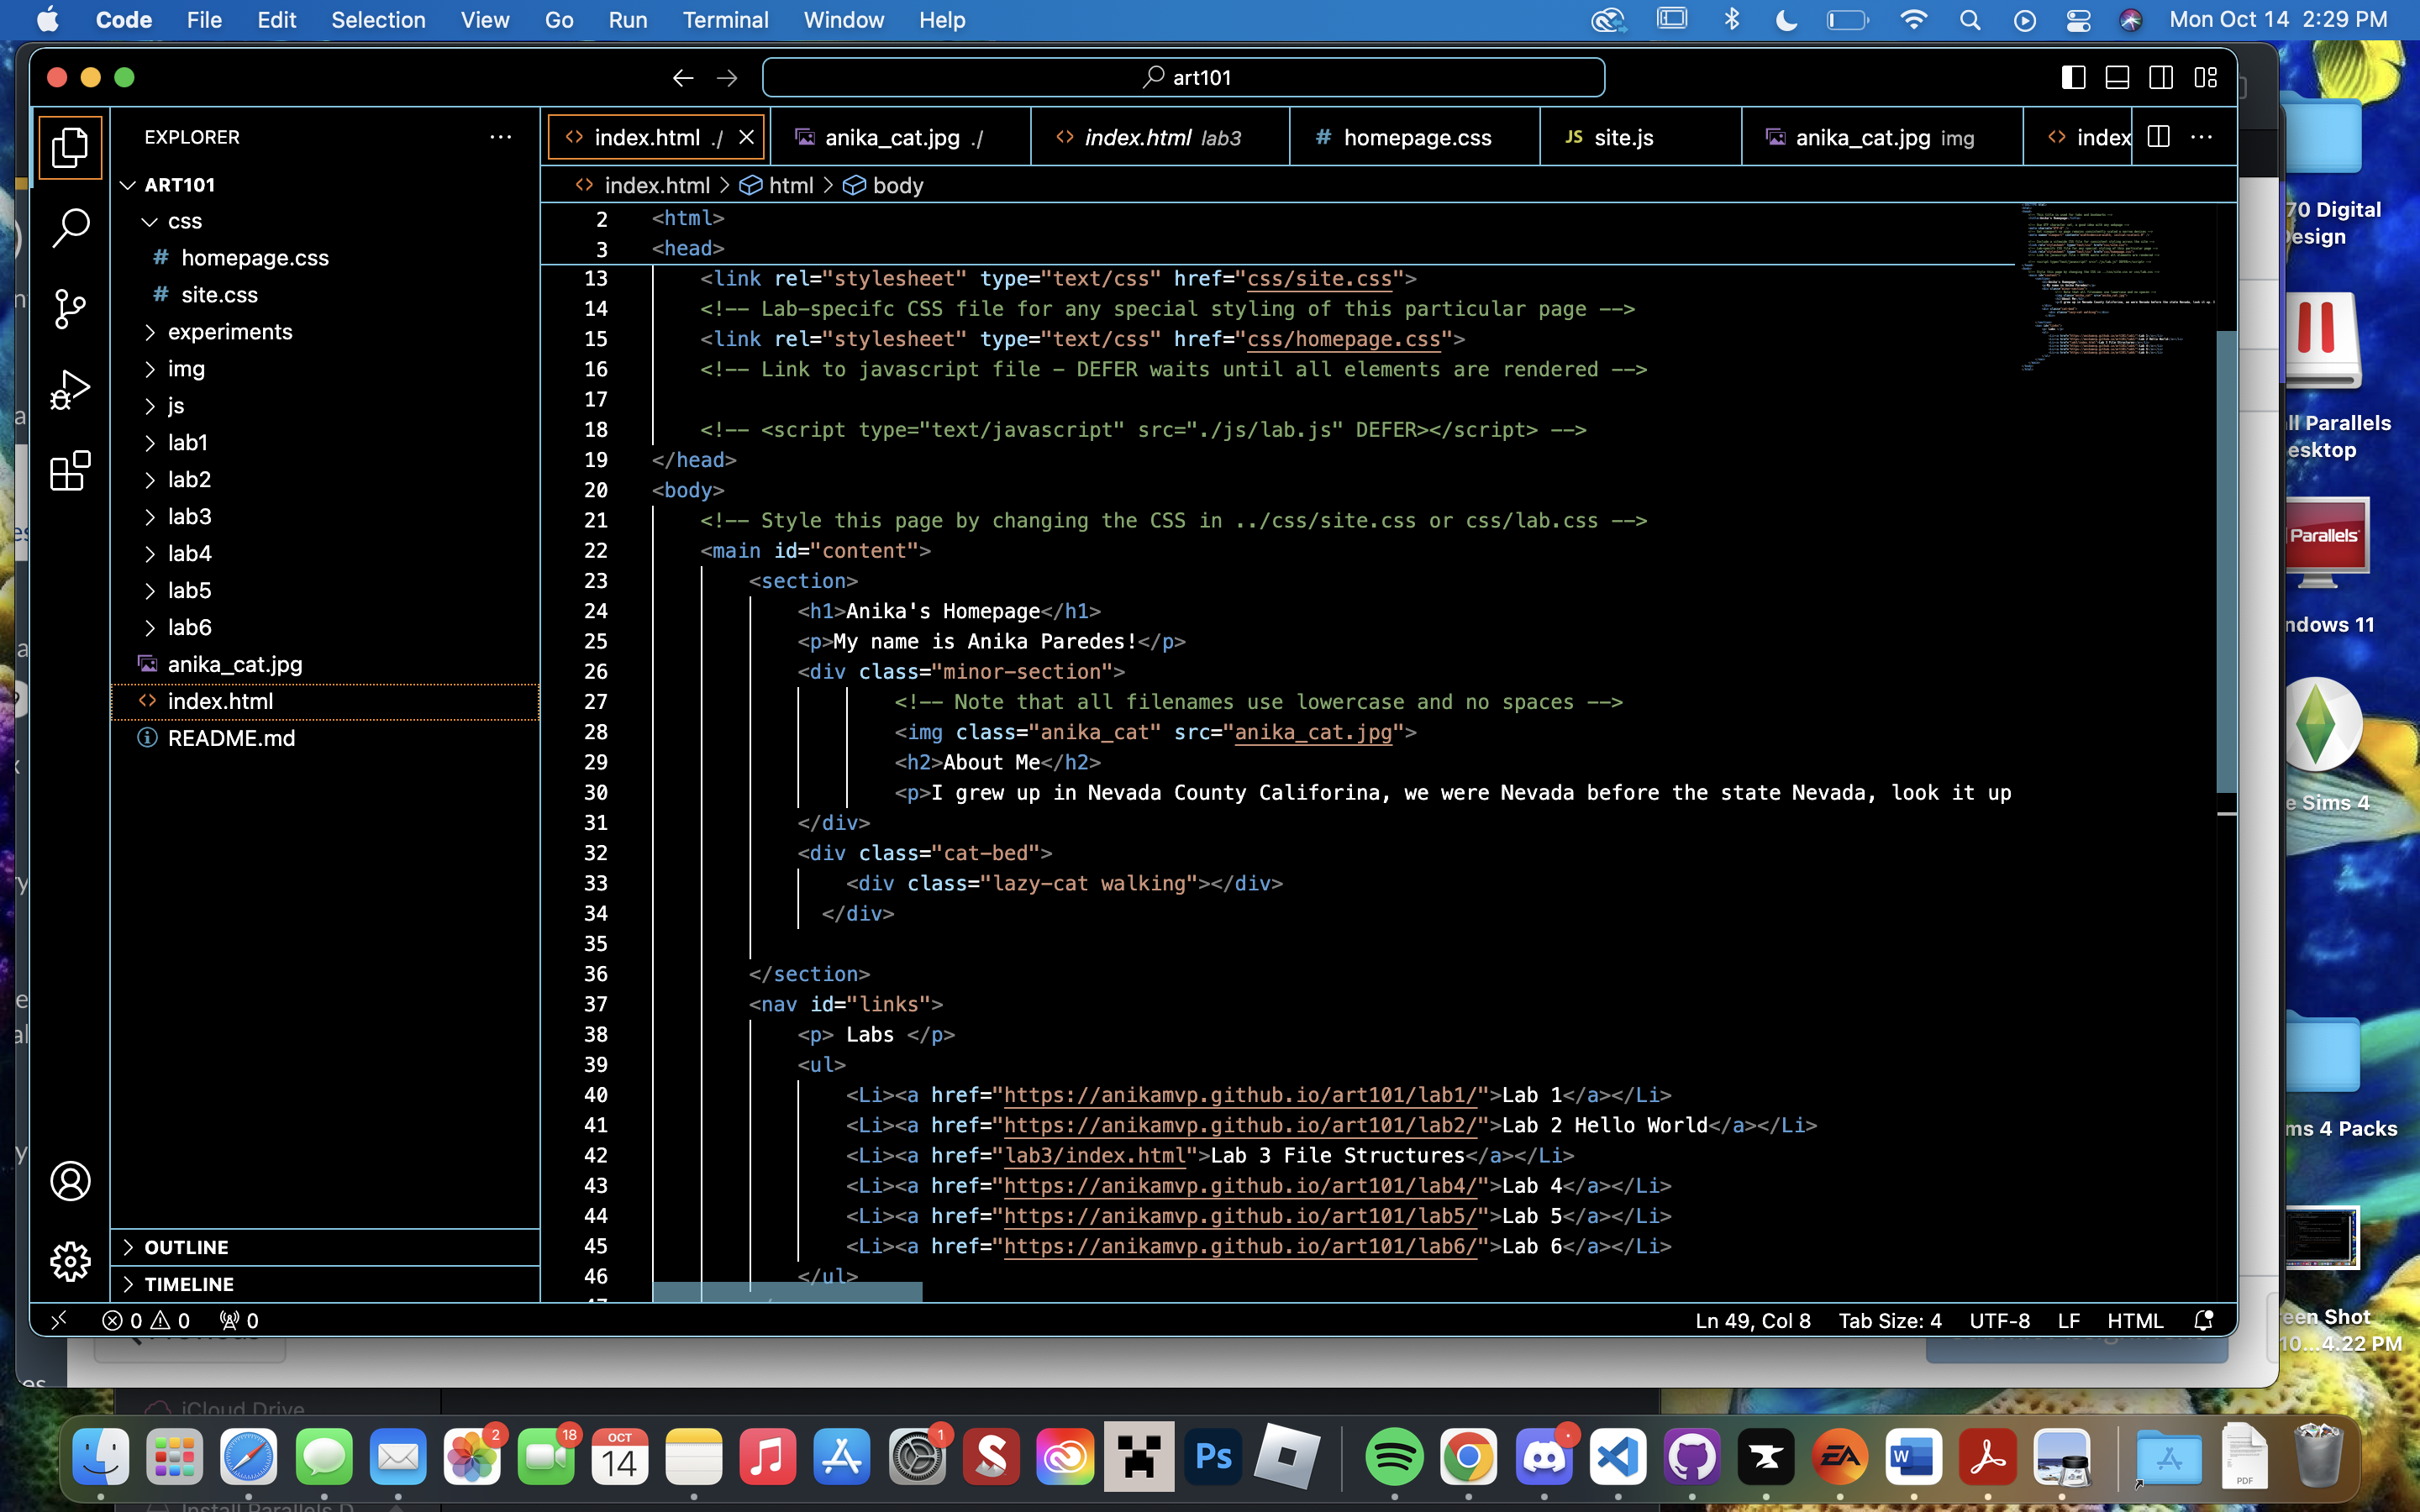 Code File Edit Selection View Go Run Terminal Window Help Mon Oct 14 2:29 PM
art101
EXPLORER
ART101
css
homepage.css
site.css
experiments
img
js
lab1
lab2
lab3
lab4
lab5
lab6
anika_cat.jpg
index.html
README.md
OUTLINE
TIMELINE
index.html ./ anika_cat.jpg ./ index.html lab3 homepage.css JS site.js anika_cat.jpg img index
index.html > html > body
2 <html>
3 <head>
13 <link rel="stylesheet" type="text/css" href="css/site.css">
14 <!-- Lab-specifc CSS file for any special styling of this particular page -->
15 <link rel="stylesheet" type="text/css" href="css/homepage.css">
16 <!-- Link to javascript file - DEFER waits until all elements are rendered -->
17
18 <!-- <script type="text/javascript" src="./js/lab.js" DEFER></script> -->
19 </head>
20 <body>
21 <!-- Style this page by changing the CSS in ../css/site.css or css/lab.css -->
22 <main id="content">
23 <section>
24 <h1>Anika's Homepage</h1>
25 <p>My name is Anika Paredes!</p>
26 <div class="minor-section">
27 <!-- Note that all filenames use lowercase and no spaces -->
28 <img class="anika_cat" src="anika_cat.jpg">
29 <h2>About Me</h2>
30 <p>I grew up in Nevada County Califorina, we were Nevada before the state Nevada, look it up
31 </div>
32 <div class="cat-bed">
33 <div class="lazy-cat walking"></div>
34 </div>
35
36 </section>
37 <nav id="links">
38 <p> Labs </p>
39 <ul>
40 <Li><a href="https://anikamvp.github.io/art101/lab1/">Lab 1</a></Li>
41 <Li><a href="https://anikamvp.github.io/art101/lab2/">Lab 2 Hello World</a></Li>
42 <Li><a href="lab3/index.html">Lab 3 File Structures</a></Li>
43 <Li><a href="https://anikamvp.github.io/art101/lab4/">Lab 4</a></Li>
44 <Li><a href="https://anikamvp.github.io/art101/lab5/">Lab 5</a></Li>
45 <Li><a href="https://anikamvp.github.io/art101/lab6/">Lab 6</a></Li>
46 </ul>
0 0 0 Ln 49, Col 8 Tab Size: 4 UTF-8 LF HTML
70 Digital
esign
ll Parallels
esktop
Parallels
ndows 11
e Sims 4
ms 4 Packs
een Shot
10...4.22 PM
iCloud Drive
2 18 OCT 14 1 Ps EA W PDF